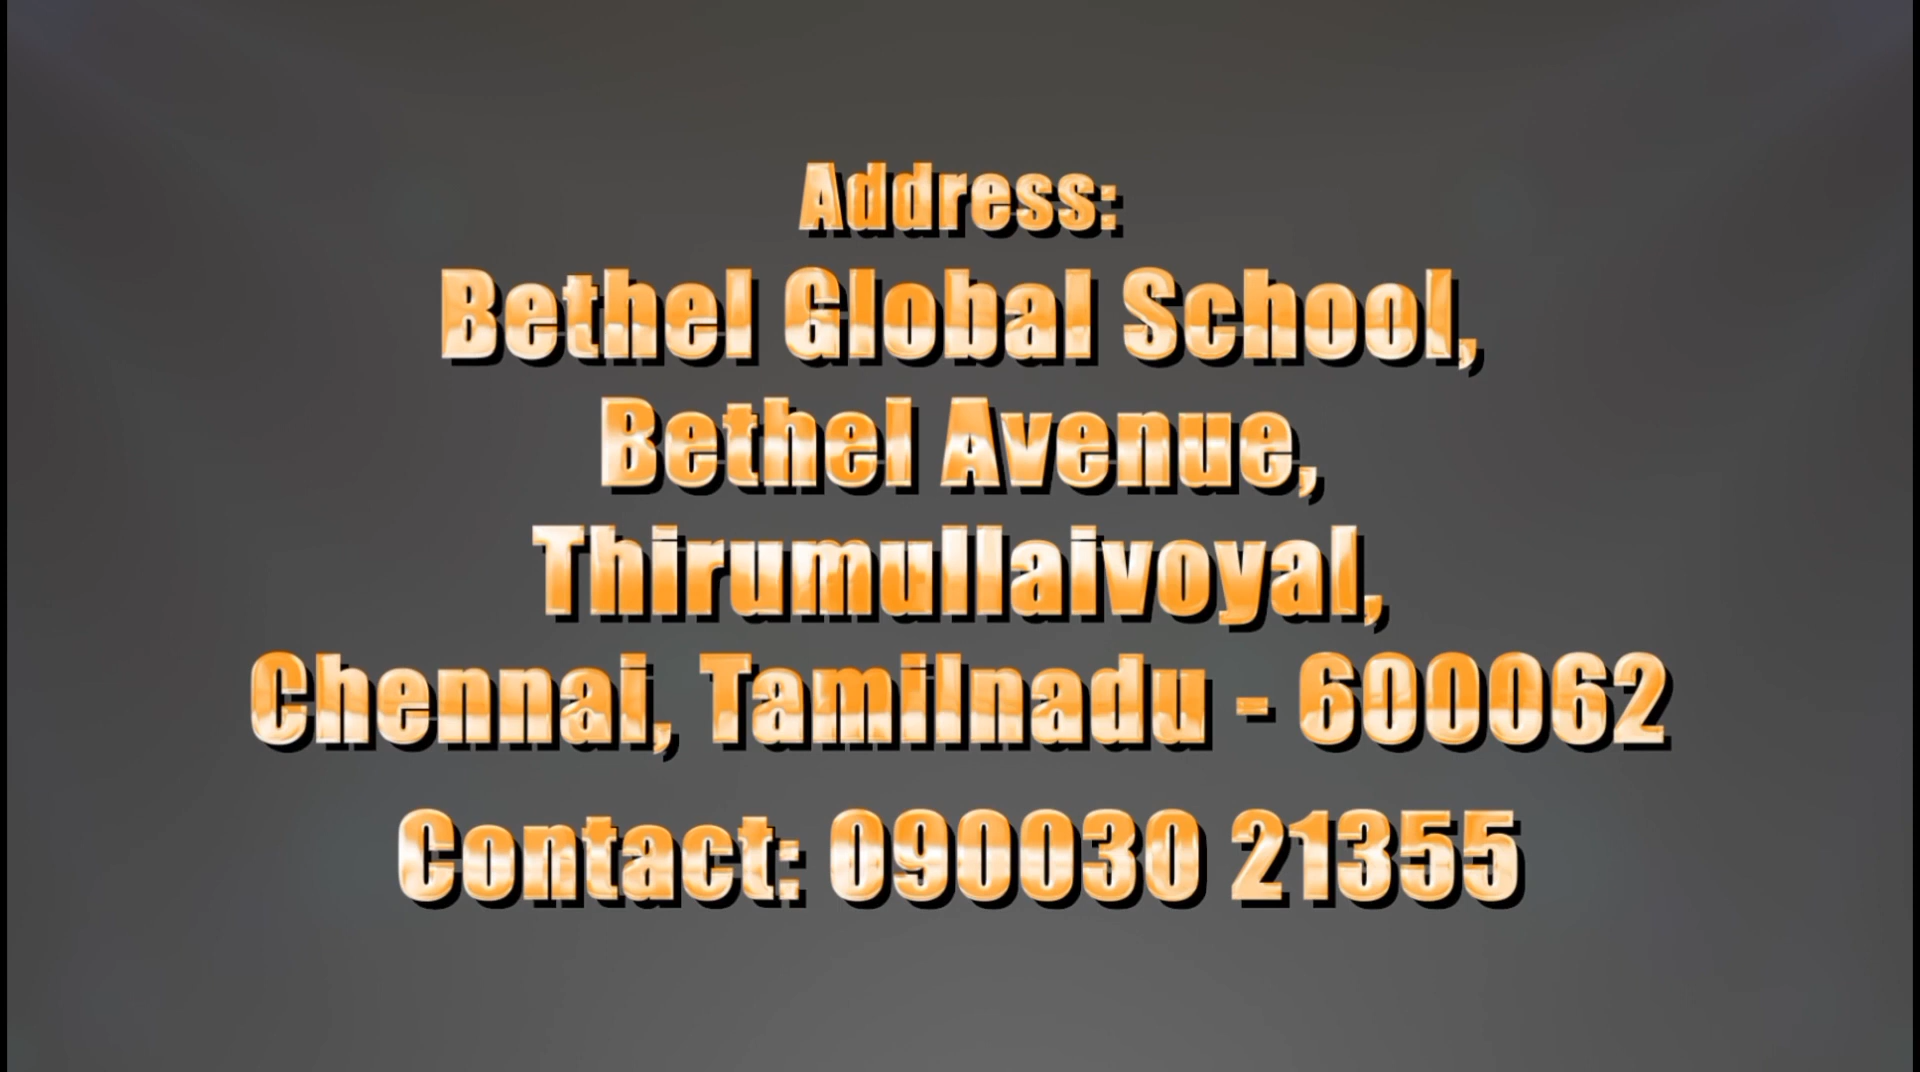 Address:
Bethel Global School,
Bethel Avenue,
Thirumullaivoyal,
Chennai, Tamilnadu - 600062
Contact: 090030 21355